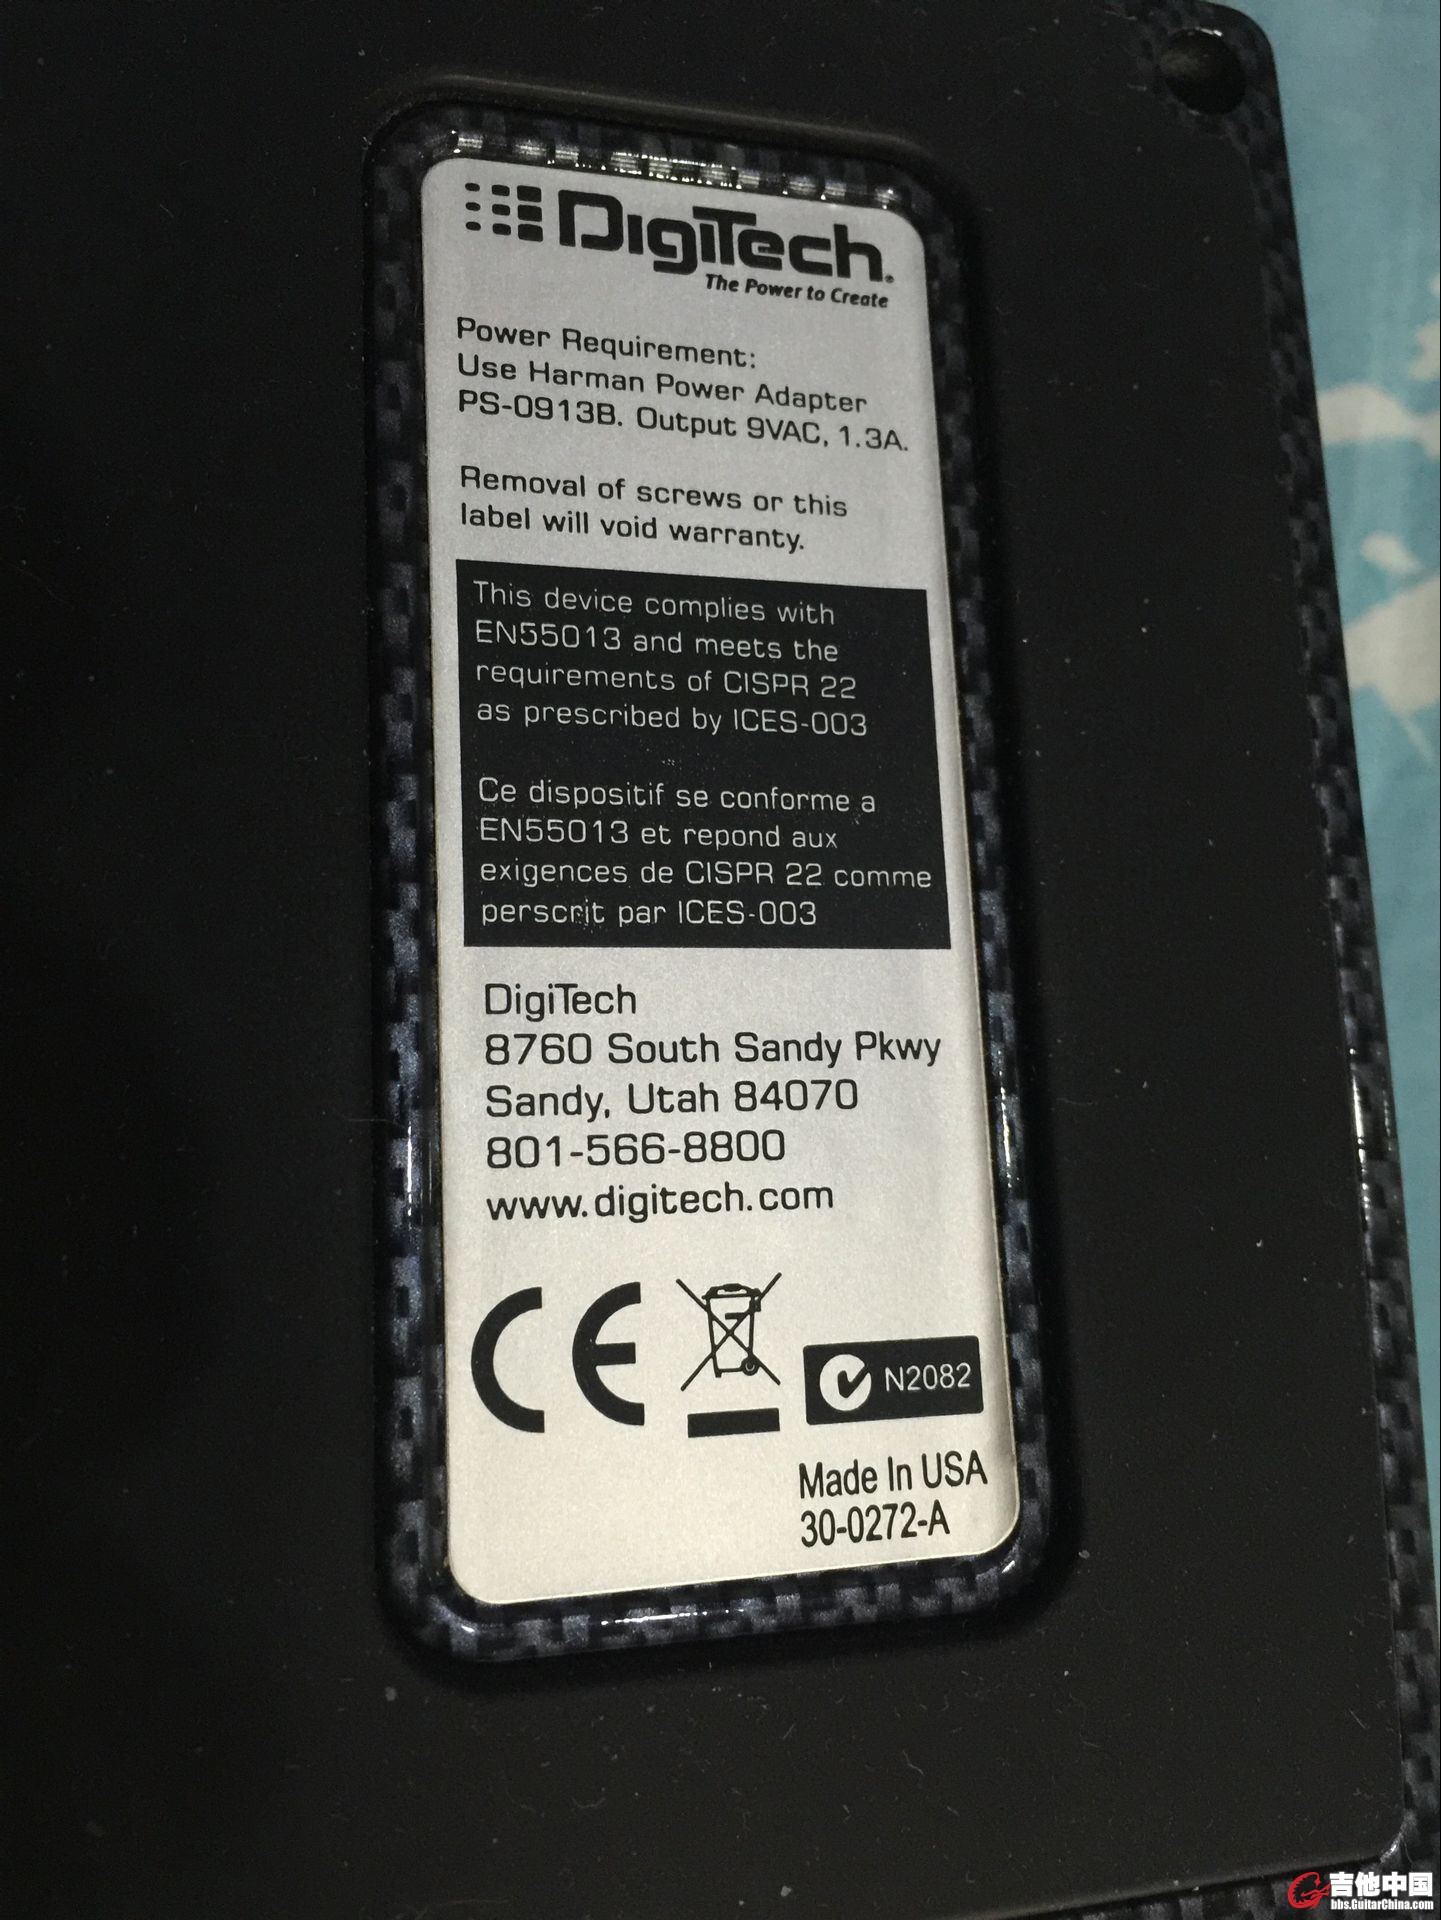 DigiTech®
The Power to Create
Power Requirement:
Use Harman Power Adapter
PS-0913B. Output 9VAC, 1.3A.
Removal of screws or this
label will void warranty.
This device complies with
EN55013 and meets the
requirements of CISPR 22
as prescribed by ICES-003
Ce dispositif se conforme a
EN55013 et repond aux
exigences de CISPR 22 comme
perscrit par ICES-003
DigiTech
8760 South Sandy Pkwy
Sandy, Utah 84070
801-566-8800
www.digitech.com
CE
N2082
Made In USA
30-0272-A
吉他中国
bbs.GuitarChina.com